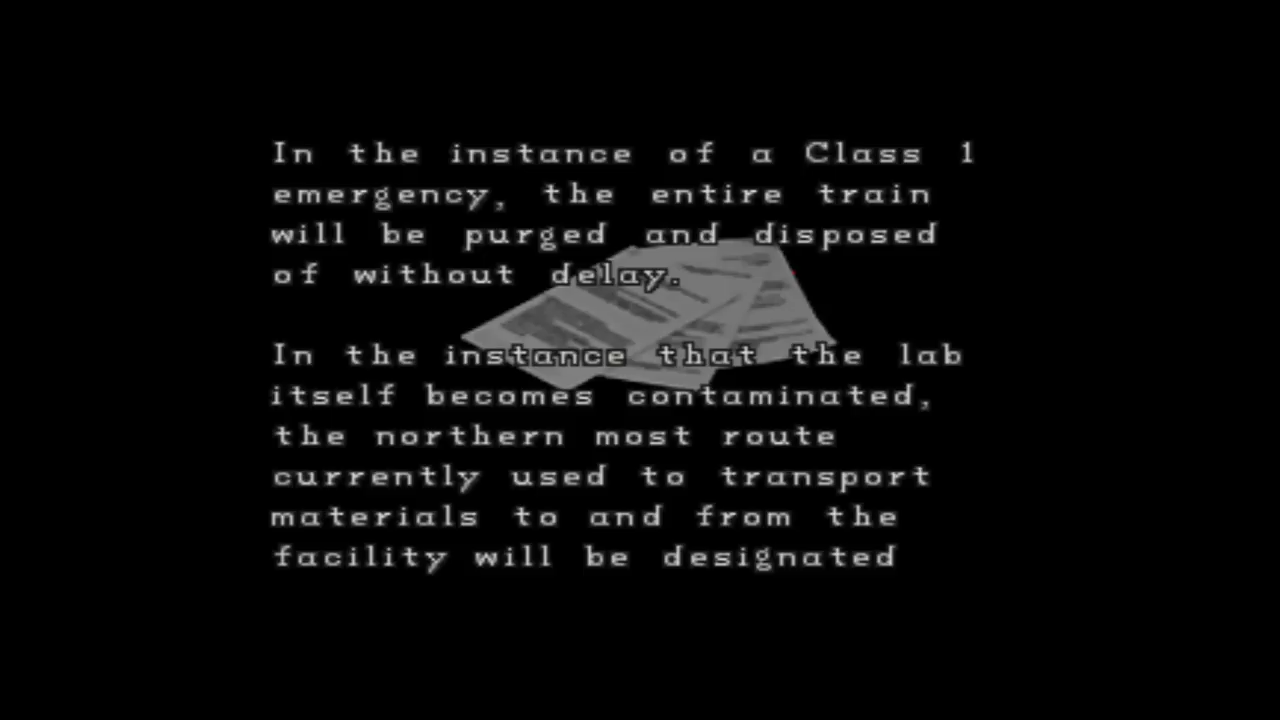 In the instance of a Class 1
emergency, the entire train
will be purged and disposed
of without delay.
In the instance that the lab
itself becomes contaminated,
the northern most route
currently used to transport
materials to and from the
facility will be designated